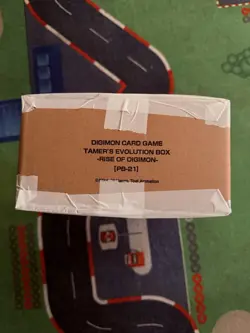 DIGIMON CARD GAME
TAMER'S EVOLUTION BOX
-RISE OF DIGIMON-
[PB-21]